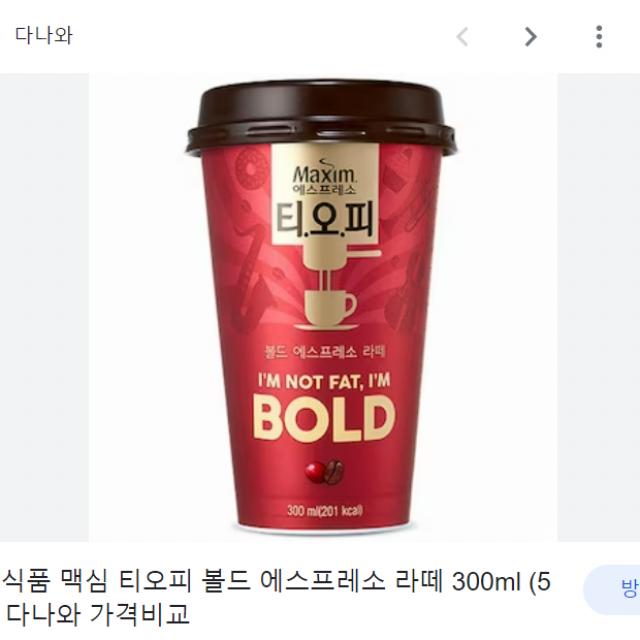 다나와
Maxim.
에스프레소
티.오.피
볼드 에스프레소 라떼
I'M NOT FAT, I'M
BOLD
300 ml(201 kcal)
식품 맥심 티오피 볼드 에스프레소 라떼 300ml (5
다나와 가격비교
방